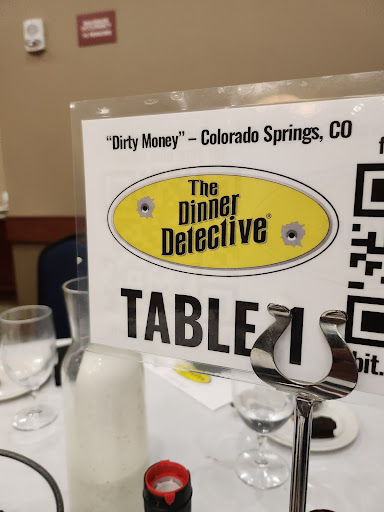 "Dirty Money" – Colorado Springs, CO
f
The
Dinner
Detective®
TABLE 1
bit.